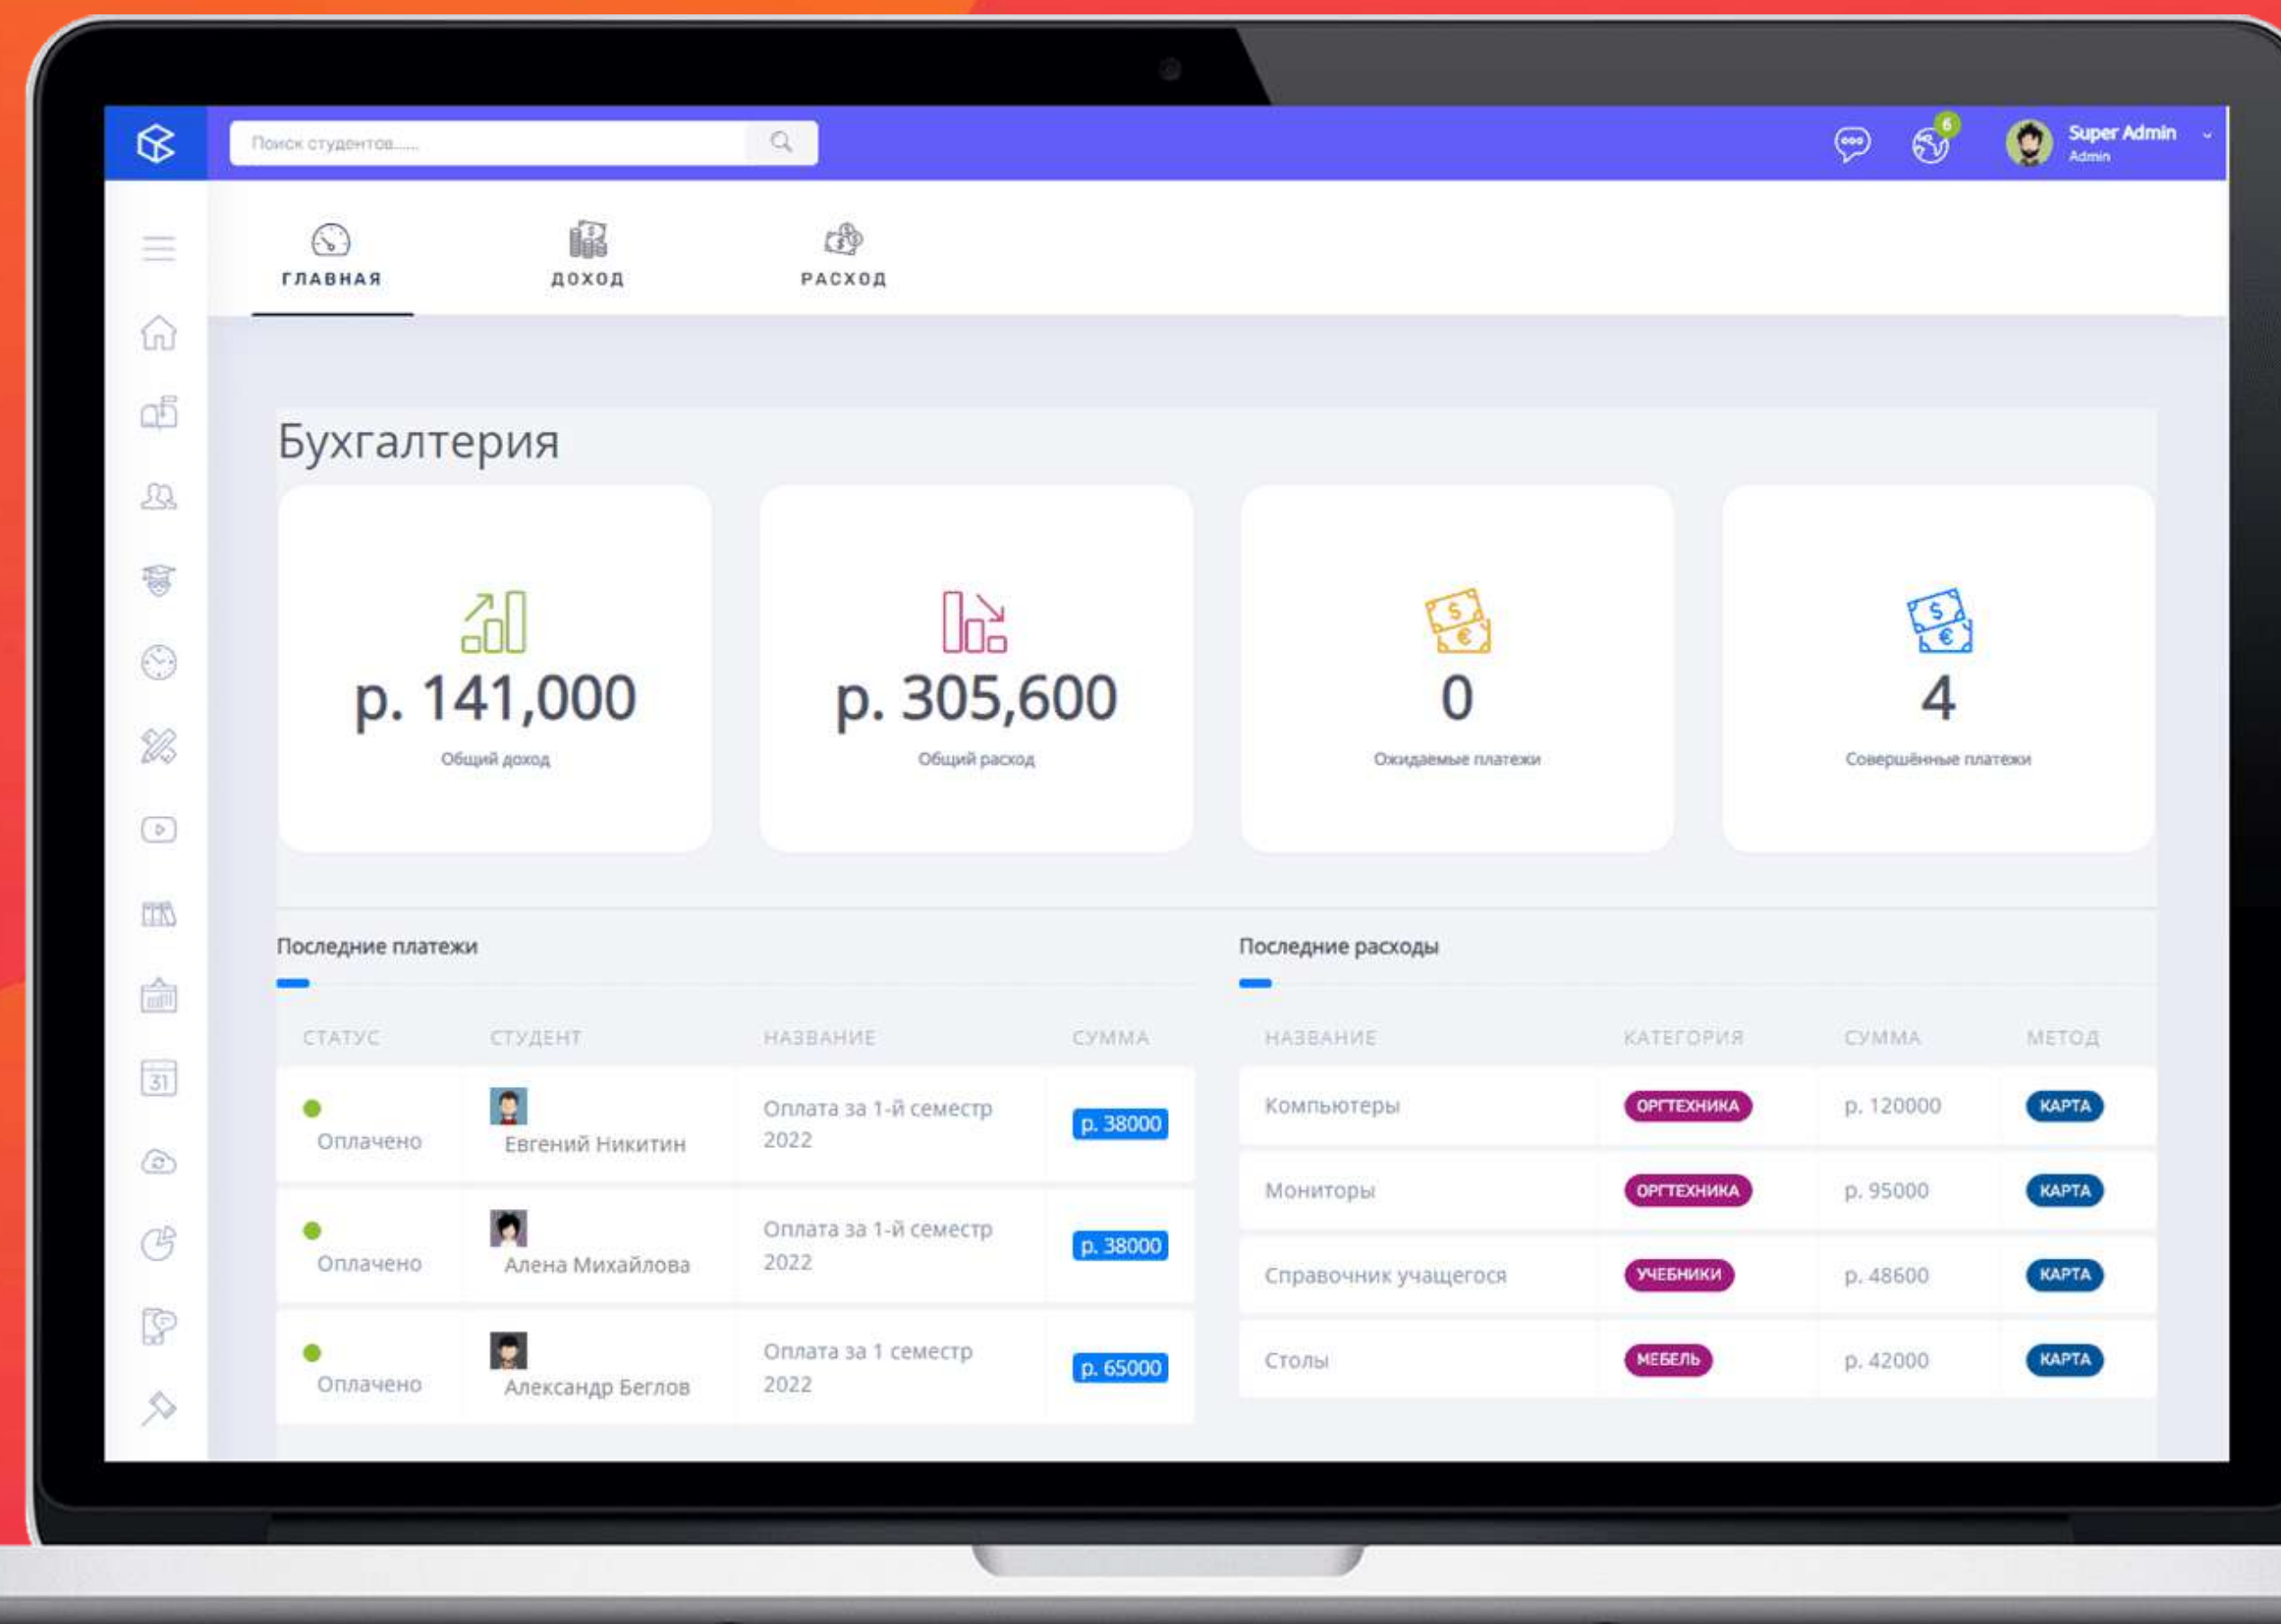 Поиск студентов......
6
Super Admin
Admin
ГЛАВНАЯ
ДОХОД
РАСХОД
Бухгалтерия
р. 141,000
Общий доход
р. 305,600
Общий расход
0
Ожидаемые платежи
4
Совершённые платежи
Последние платежи
СТАТУС СТУДЕНТ НАЗВАНИЕ СУММА
Оплачено Евгений Никитин Оплата за 1-й семестр
2022
р. 38000
Оплачено Алена Михайлова Оплата за 1-й семестр
2022
р. 38000
Оплачено Александр Беглов Оплата за 1 семестр
2022
р. 65000
Последние расходы
НАЗВАНИЕ КАТЕГОРИЯ СУММА МЕТОД
Компьютеры ОРГТЕХНИКА р. 120000 КАРТА
Мониторы ОРГТЕХНИКА р. 95000 КАРТА
Справочник учащегося УЧЕБНИКИ р. 48600 КАРТА
Столы МЕБЕЛЬ р. 42000 КАРТА
31